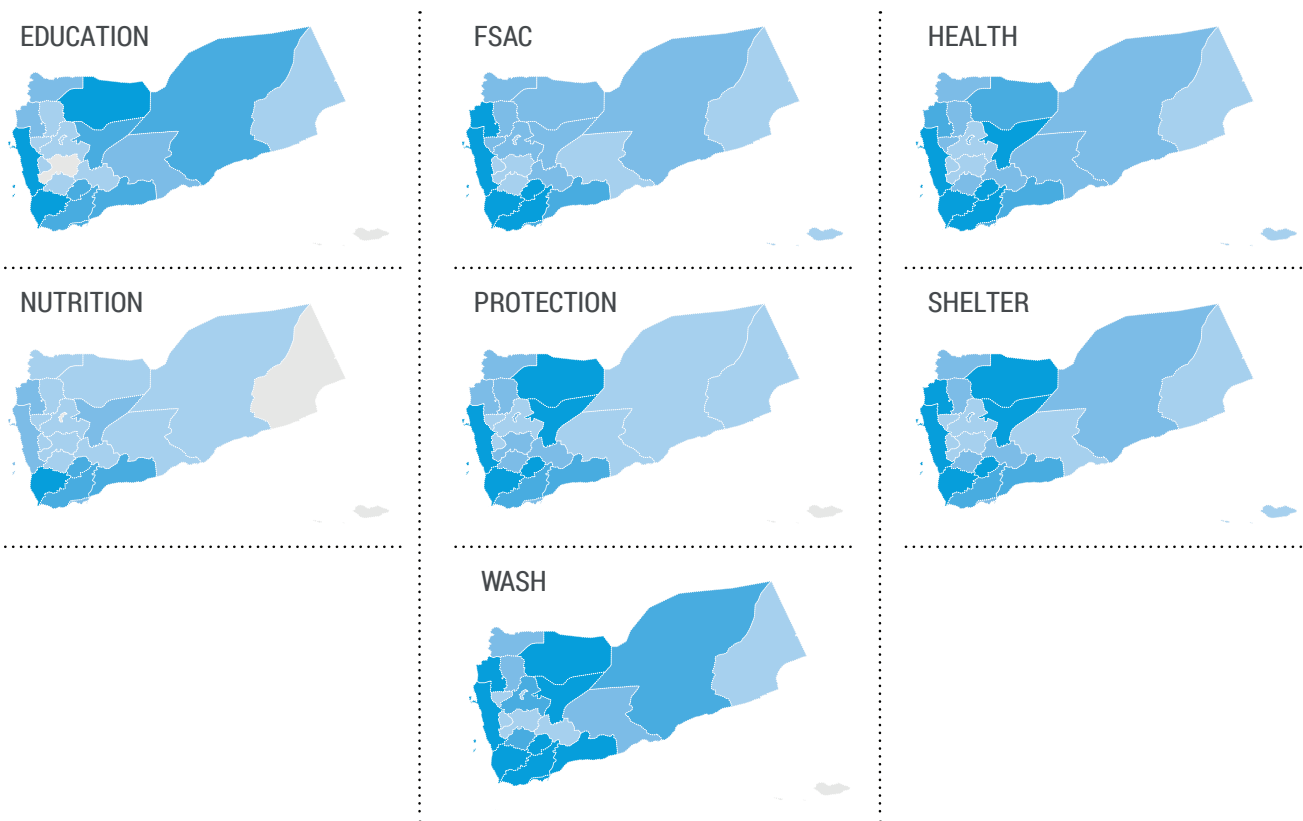 EDUCATION
FSAC
HEALTH
NUTRITION
PROTECTION
SHELTER
WASH